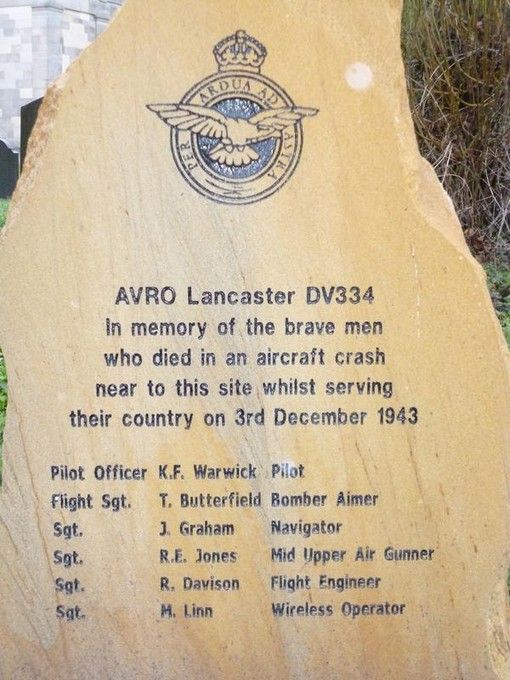 PER ARDUA AD ASTRA
AVRO Lancaster DV334
In memory of the brave men
who died in an aircraft crash
near to this site whilst serving
their country on 3rd December 1943
Pilot Officer K.F. Warwick Pilot
Flight Sgt. T. Butterfield Bomber Aimer
Sgt. J. Graham Navigator
Sgt. R.E. Jones Mid Upper Air Gunner
Sgt. R. Davison Flight Engineer
Sgt. M. Linn Wireless Operator